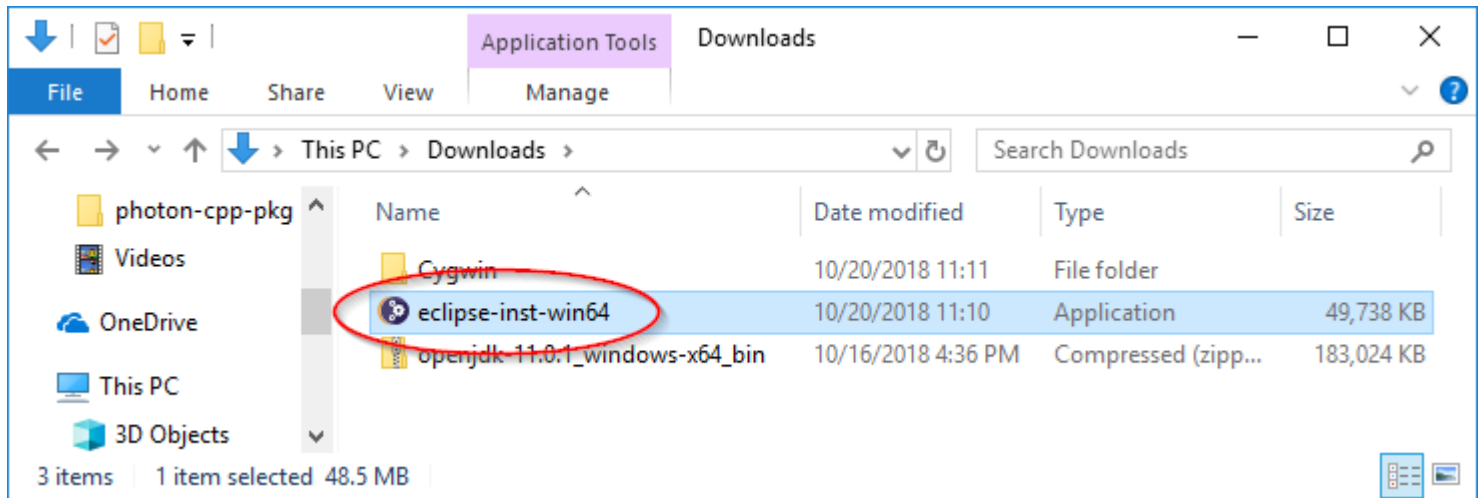 Application Tools Downloads
File Home Share View Manage
This PC > Downloads > Search Downloads
photon-cpp-pkg
Videos
OneDrive
This PC
3D Objects
Name Date modified Type Size
Cygwin 10/20/2018 11:11 File folder
eclipse-inst-win64 10/20/2018 11:10 Application 49,738 KB
openjdk-11.0.1_windows-x64_bin 10/16/2018 4:36 PM Compressed (zipp... 183,024 KB
3 items 1 item selected 48.5 MB